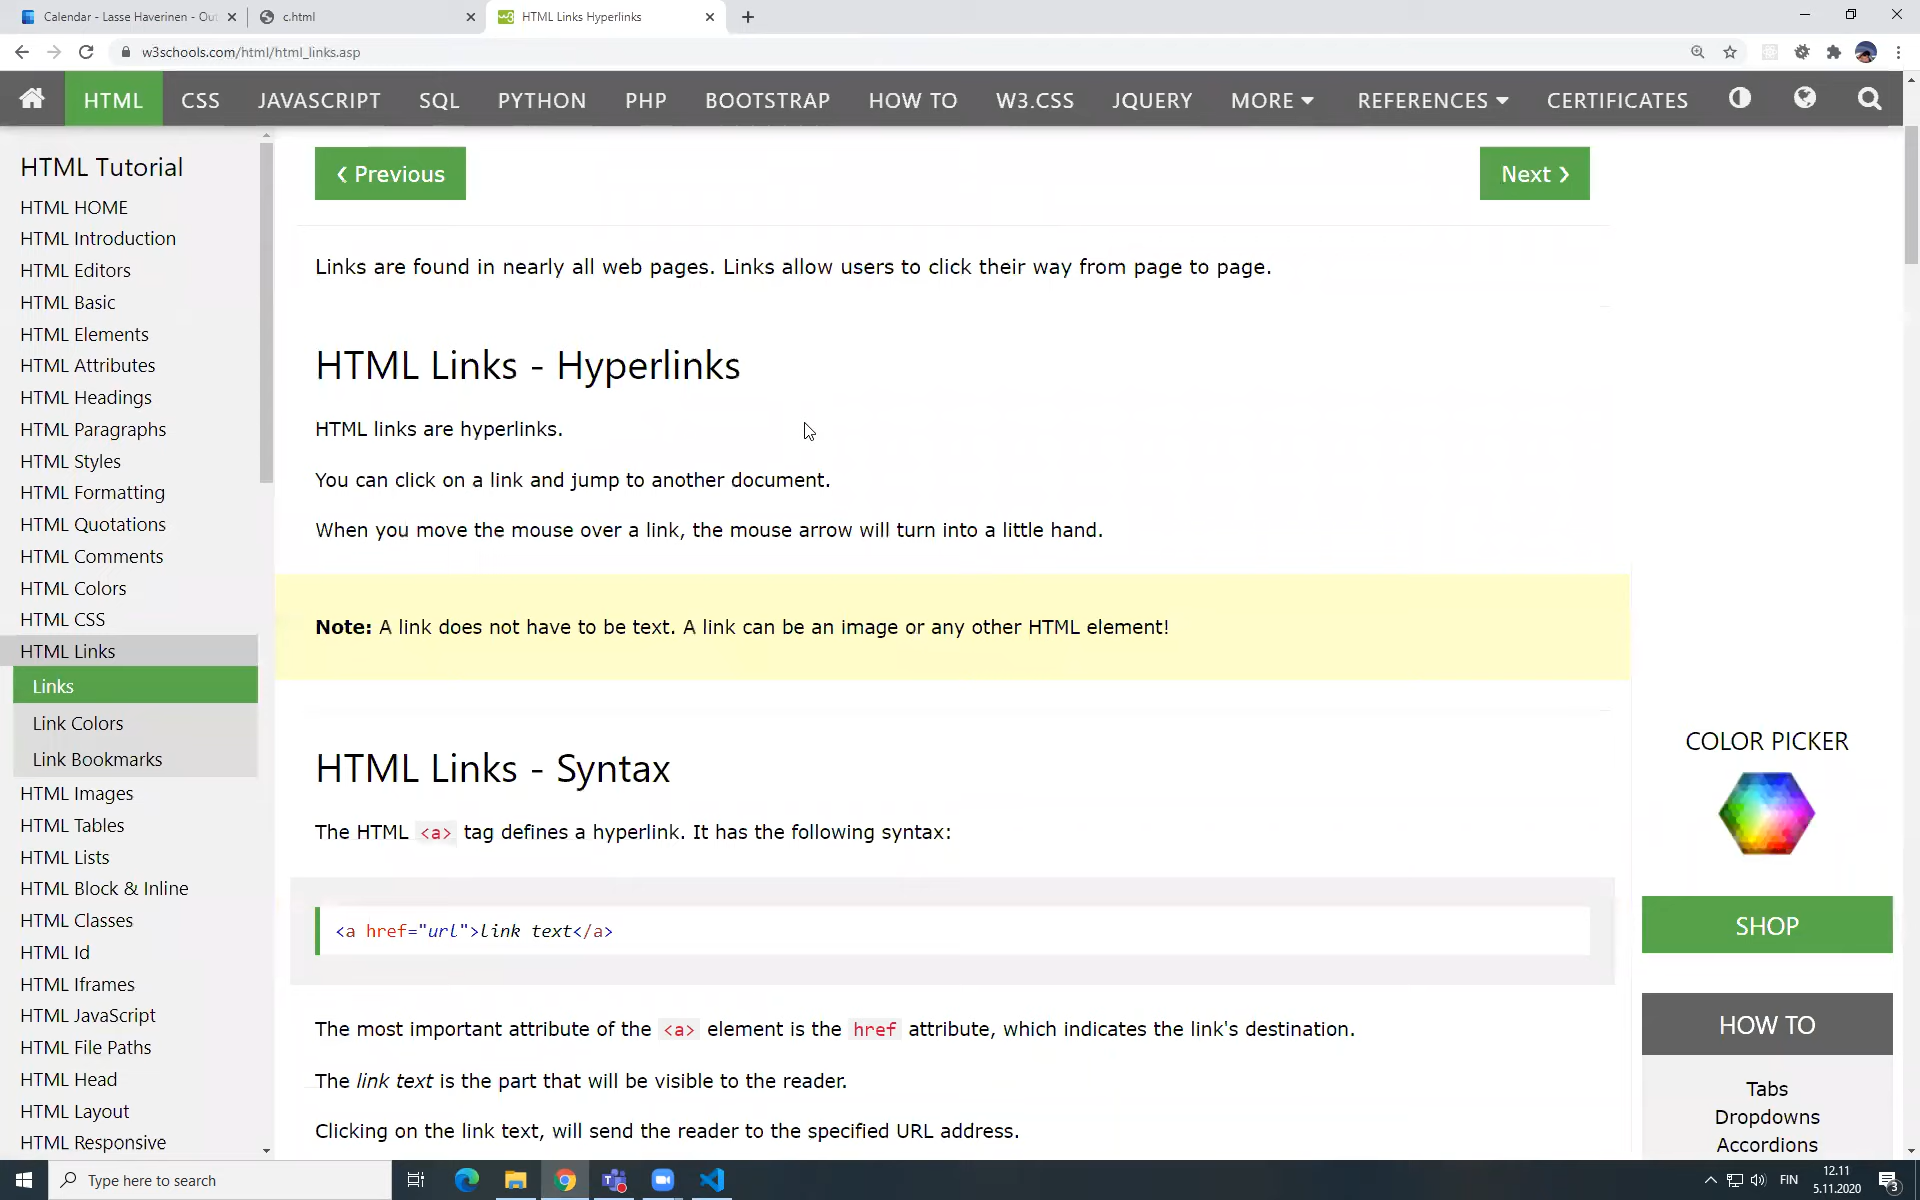 Calendar - Lasse Haverinen - Ou
c.html
HTML Links Hyperlinks
w3schools.com/html/html_links.asp
HTML
CSS
JAVASCRIPT
SQL
PYTHON
PHP
BOOTSTRAP
HOW TO
W3.CSS
JQUERY
MORE
REFERENCES
CERTIFICATES
HTML Tutorial
HTML HOME
HTML Introduction
HTML Editors
HTML Basic
HTML Elements
HTML Attributes
HTML Headings
HTML Paragraphs
HTML Styles
HTML Formatting
HTML Quotations
HTML Comments
HTML Colors
HTML CSS
HTML Links
Links
Link Colors
Link Bookmarks
HTML Images
HTML Tables
HTML Lists
HTML Block & Inline
HTML Classes
HTML Id
HTML Iframes
HTML JavaScript
HTML File Paths
HTML Head
HTML Layout
HTML Responsive
❮ Previous
Next ❯
Links are found in nearly all web pages. Links allow users to click their way from page to page.
HTML Links - Hyperlinks
HTML links are hyperlinks.
You can click on a link and jump to another document.
When you move the mouse over a link, the mouse arrow will turn into a little hand.
Note: A link does not have to be text. A link can be an image or any other HTML element!
HTML Links - Syntax
The HTML <a> tag defines a hyperlink. It has the following syntax:
<a href="url">link text</a>
The most important attribute of the <a> element is the href attribute, which indicates the link's destination.
The link text is the part that will be visible to the reader.
Clicking on the link text, will send the reader to the specified URL address.
COLOR PICKER
SHOP
HOW TO
Tabs
Dropdowns
Accordions
Type here to search
FIN
12.11
5.11.2020
3